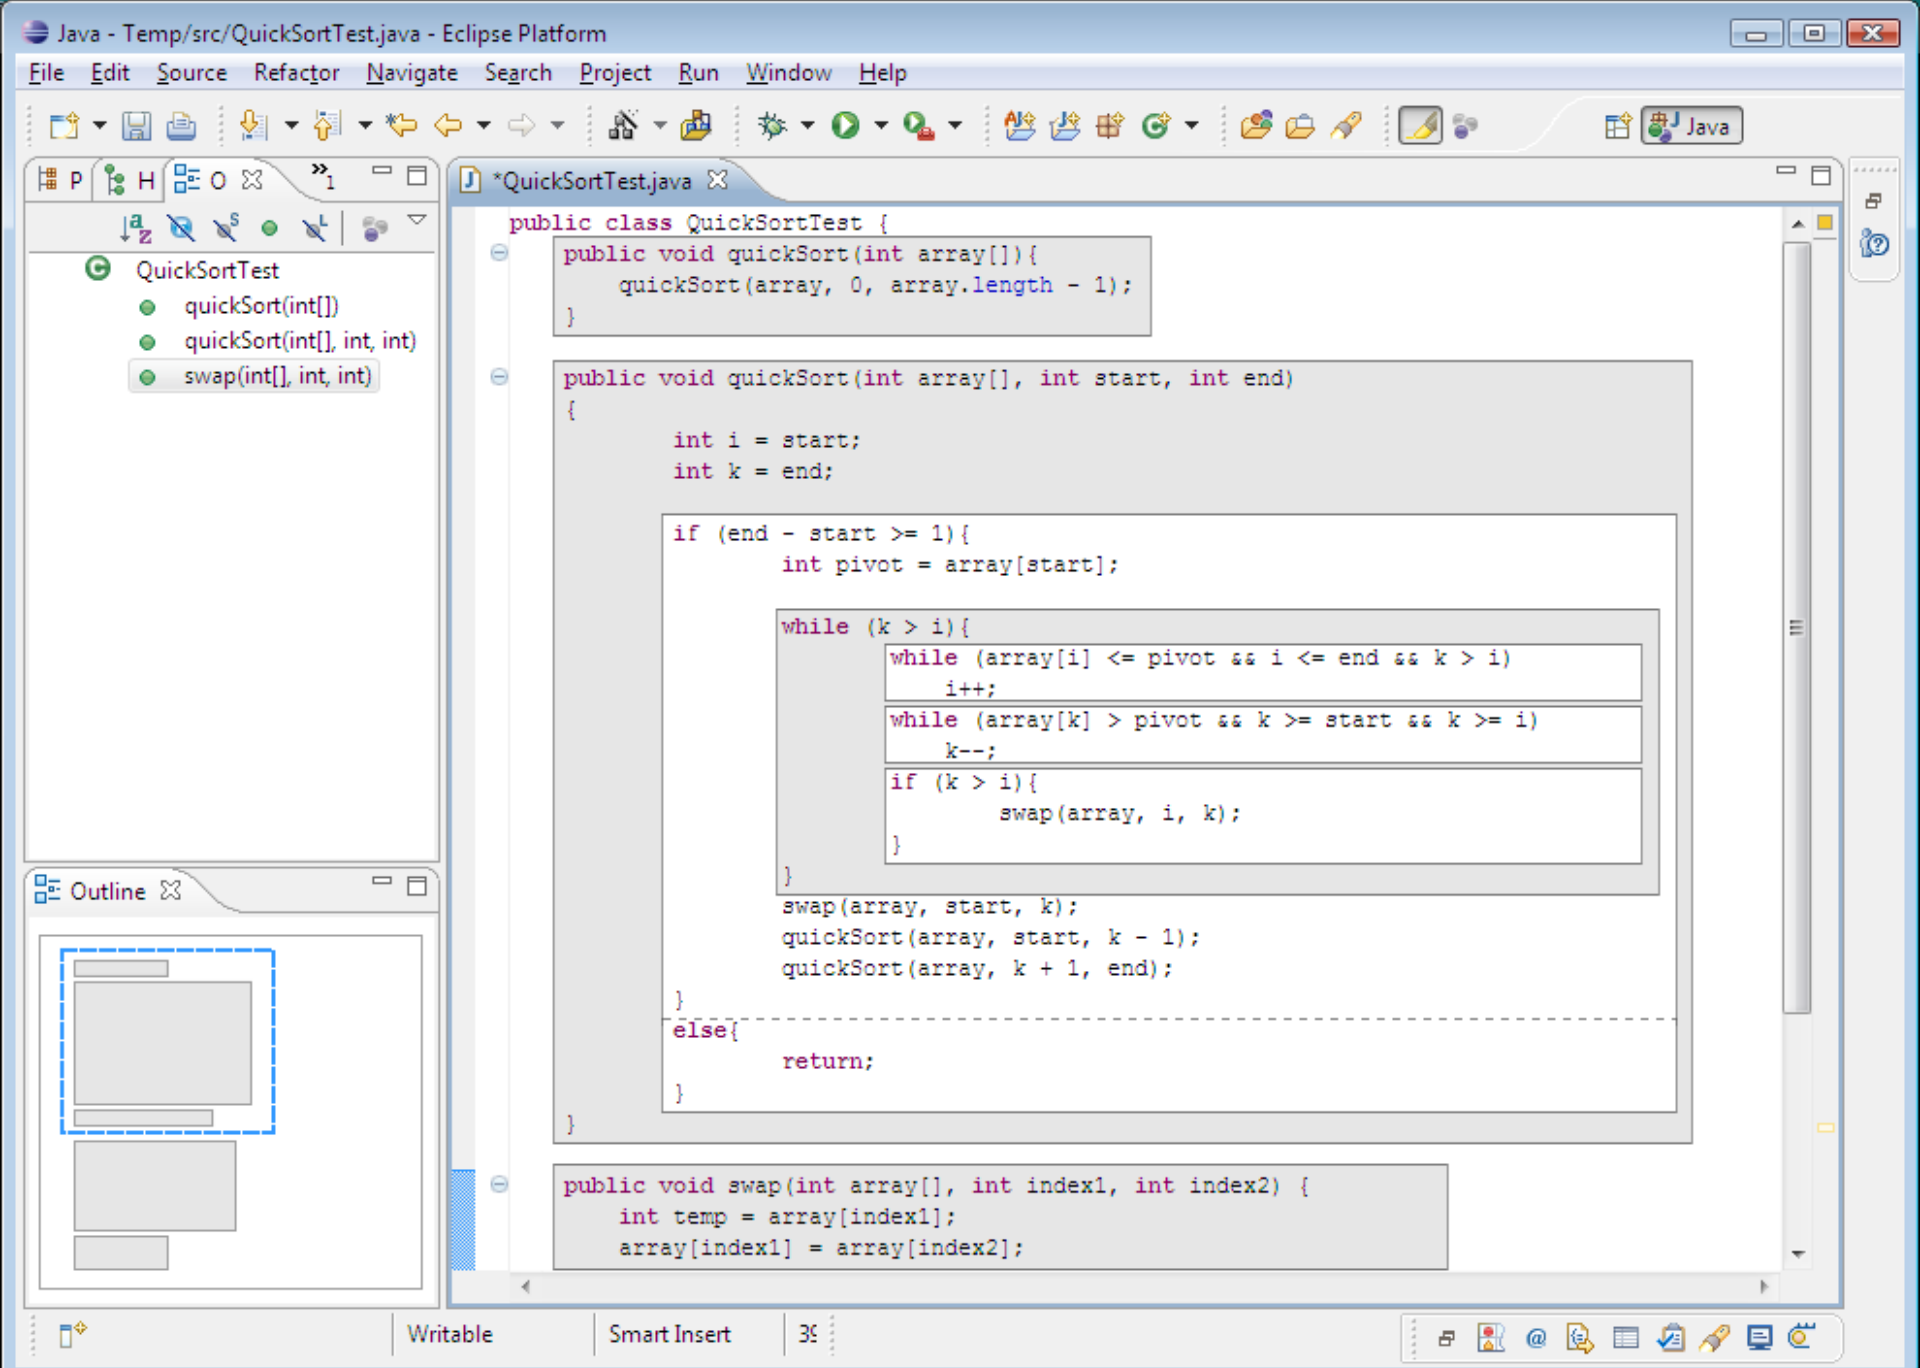 Java - Temp/src/QuickSortTest.java - Eclipse Platform
File Edit Source Refactor Navigate Search Project Run Window Help
Java
P H O »1
*QuickSortTest.java
QuickSortTest
quickSort(int[])
quickSort(int[], int, int)
swap(int[], int, int)
public class QuickSortTest {
public void quickSort(int array[]){
quickSort(array, 0, array.length - 1);
}
public void quickSort(int array[], int start, int end)
{
int i = start;
int k = end;
if (end - start >= 1){
int pivot = array[start];
while (k > i){
while (array[i] <= pivot && i <= end && k > i)
i++;
while (array[k] > pivot && k >= start && k >= i)
k--;
if (k > i){
swap(array, i, k);
}
}
swap(array, start, k);
quickSort(array, start, k - 1);
quickSort(array, k + 1, end);
}
else{
return;
}
}
public void swap(int array[], int index1, int index2) {
int temp = array[index1];
array[index1] = array[index2];
Outline
Writable Smart Insert